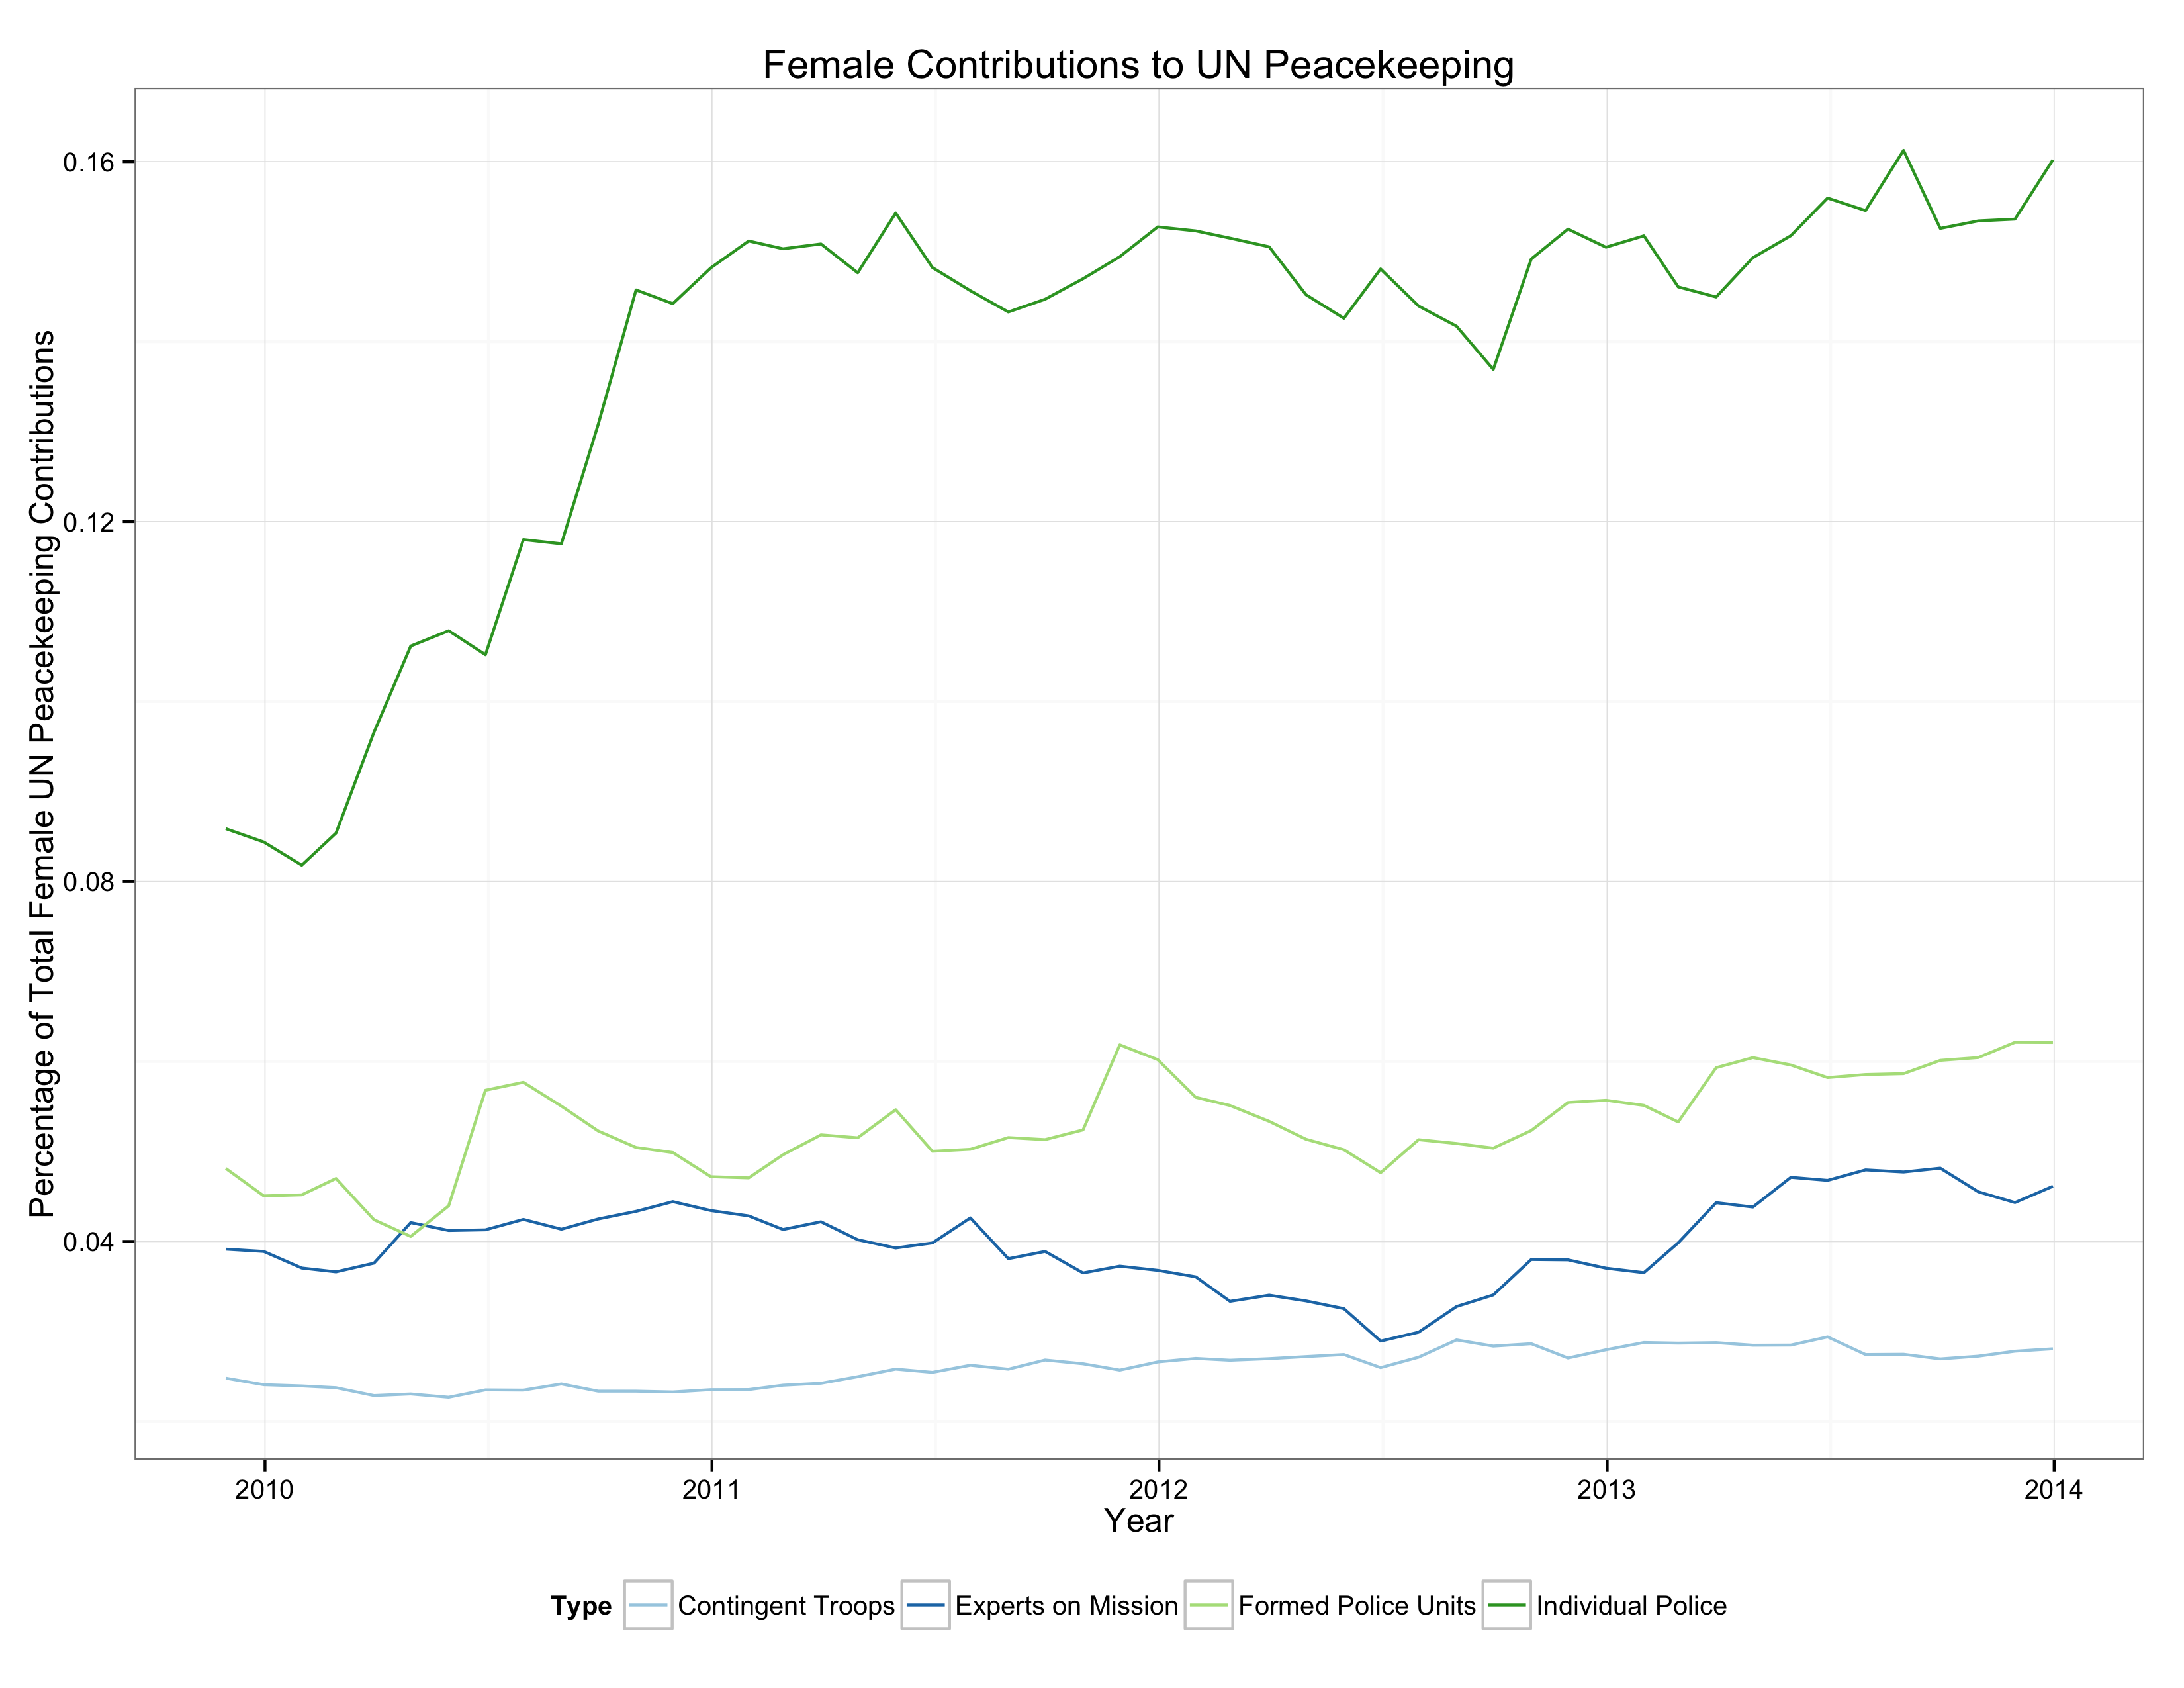 Female Contributions to UN Peacekeeping
Percentage of Total Female UN Peacekeeping Contributions
0.16
0.12
0.08
0.04
2010 2011 2012 2013 2014
Year
Type Contingent Troops Experts on Mission Formed Police Units Individual Police